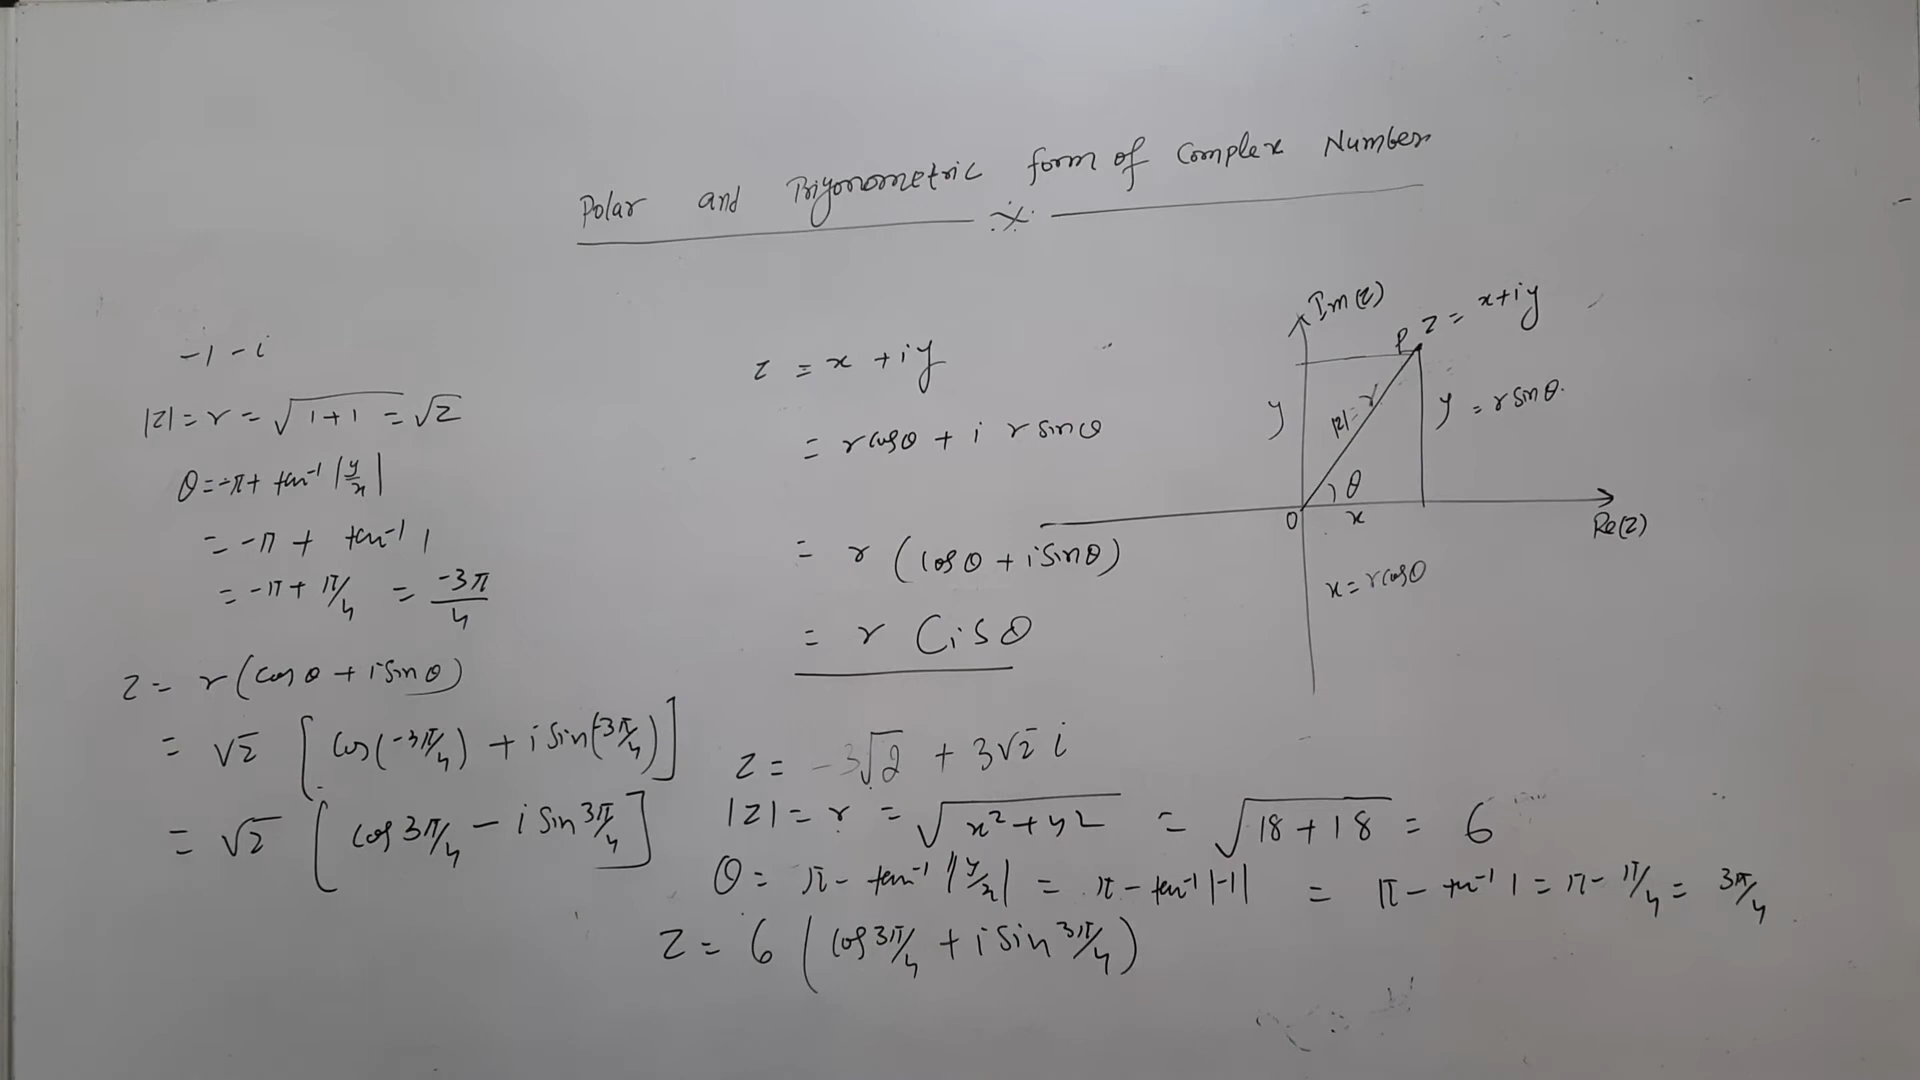 Polar and Trigonometric form of Complex Number
-1 - i
|z| = r = √1+1 = √2
θ = -π + tan⁻¹ |y/x|
= -π + tan⁻¹ 1
= -π + π/4 = -3π/4
z = r (cos θ + i sin θ)
= √2 [cos(-3π/4) + i sin(-3π/4)]
= √2 [cos 3π/4 - i sin 3π/4]
z = x + iy
= r cos θ + i r sin θ
= r (cos θ + i sin θ)
= r Cis θ
Im(z)
P z = x+iy
y
|z| = r
y = r sin θ.
θ
O
x
Re(z)
x = r cos θ
z = -3√2 + 3√2 i
|z| = r = √x²+y² = √18+18 = 6
θ = π - tan⁻¹ |y/x| = π - tan⁻¹ |-1| = π - tan⁻¹ 1 = π - π/4 = 3π/4
z = 6 (cos 3π/4 + i sin 3π/4)